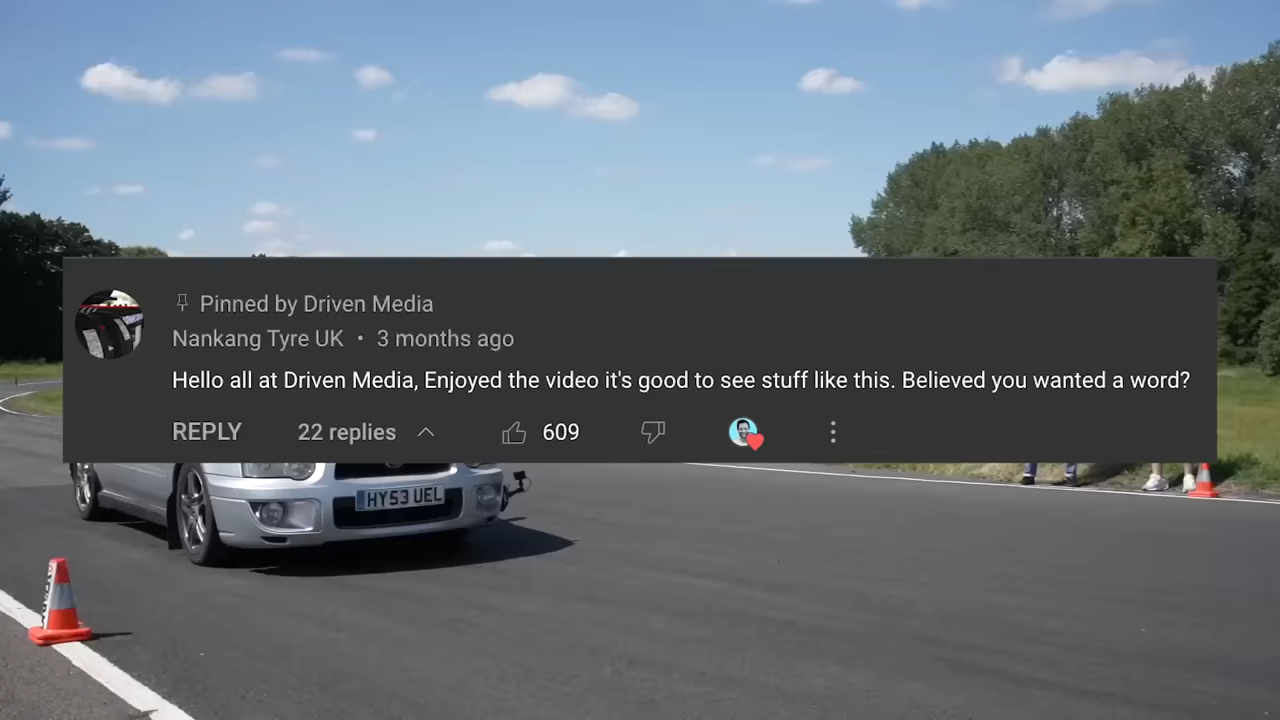 Pinned by Driven Media
Nankang Tyre UK • 3 months ago
Hello all at Driven Media, Enjoyed the video it's good to see stuff like this. Believed you wanted a word?
REPLY 22 replies 609
HY53 UEL